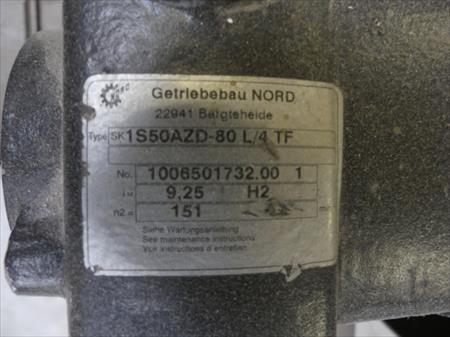 Getriebebau NORD
22941 Bargteheide
Type SK 1S50AZD-80 L/4 TF
No. 1006501732.00 1
i = 9,25 H2
n2 = 151
Siehe Wartungsanleitung
See maintenance instructions
Voir instructions d'entretien